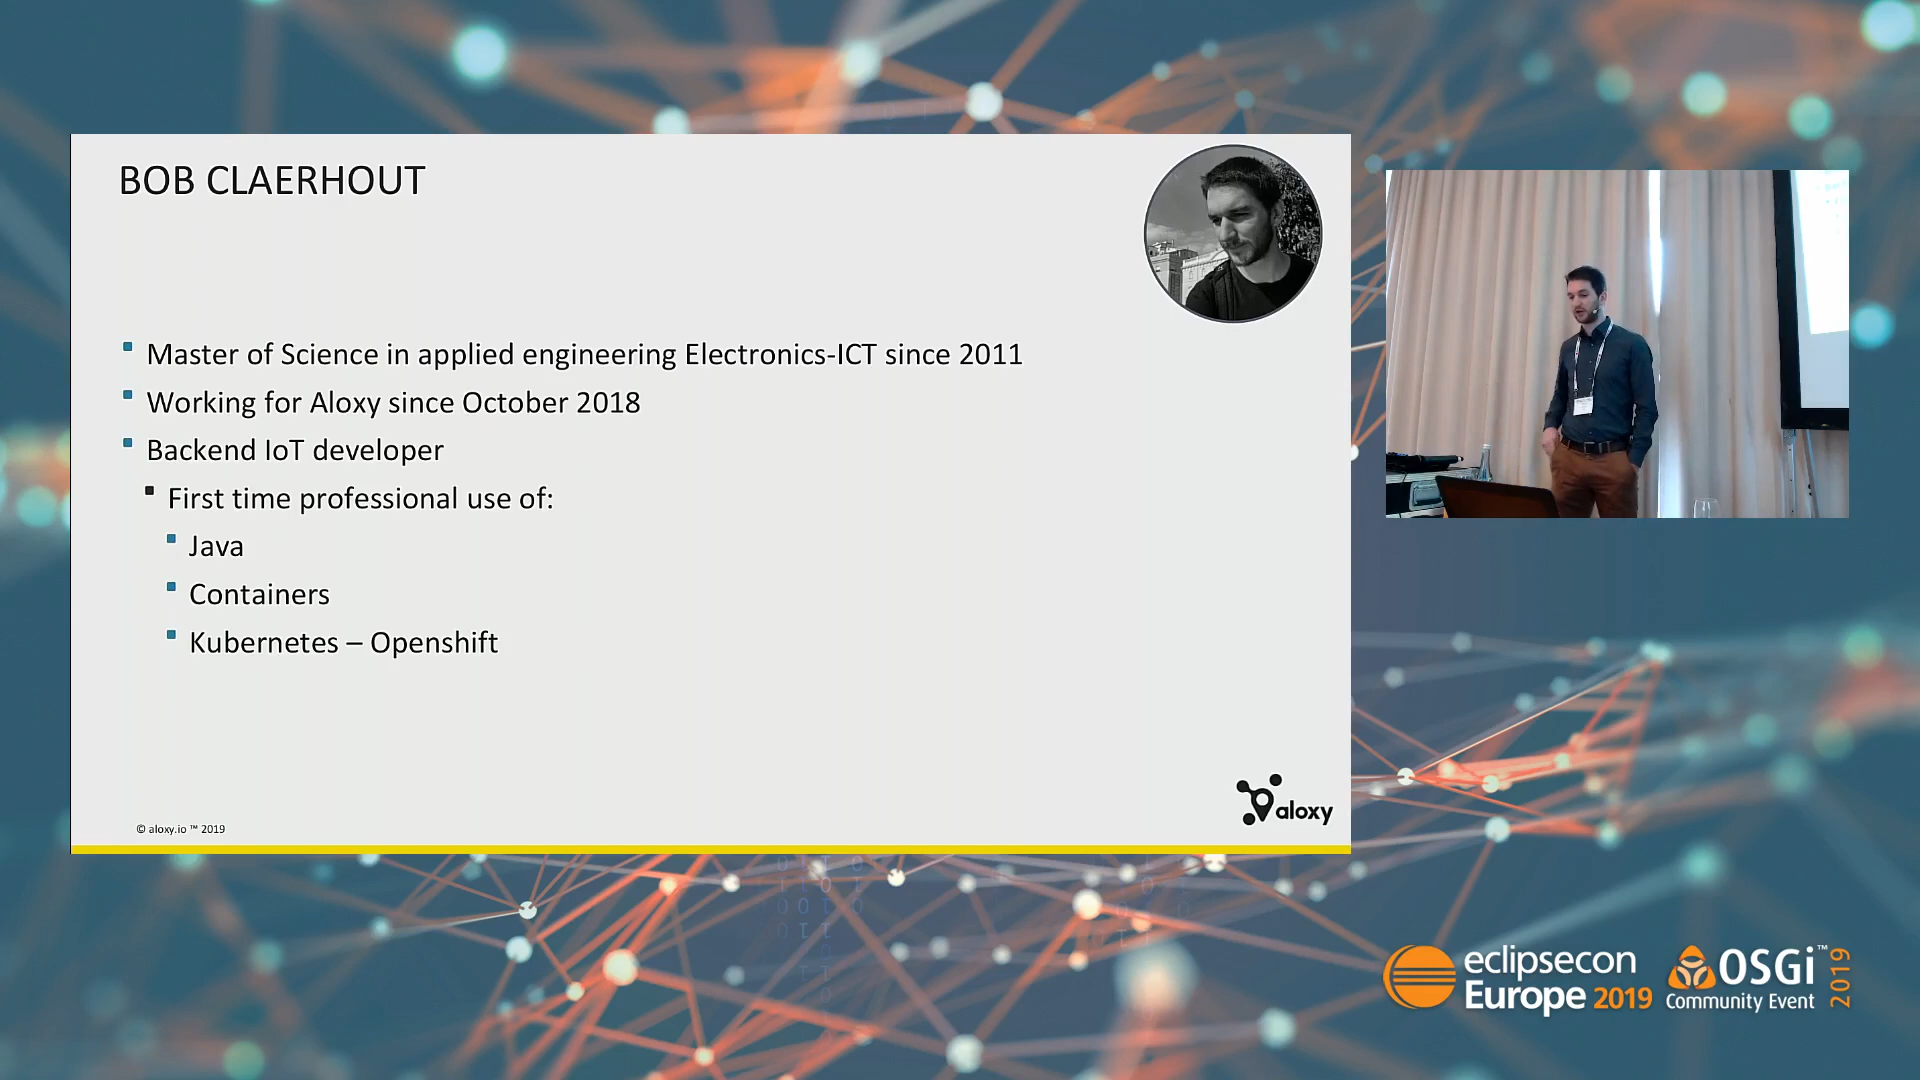 BOB CLAERHOUT
Master of Science in applied engineering Electronics-ICT since 2011
Working for Aloxy since October 2018
Backend IoT developer
First time professional use of:
Java
Containers
Kubernetes – Openshift
© aloxy.io ™ 2019
aloxy
eclipsecon
Europe 2019
OSGi™
Community Event
2019